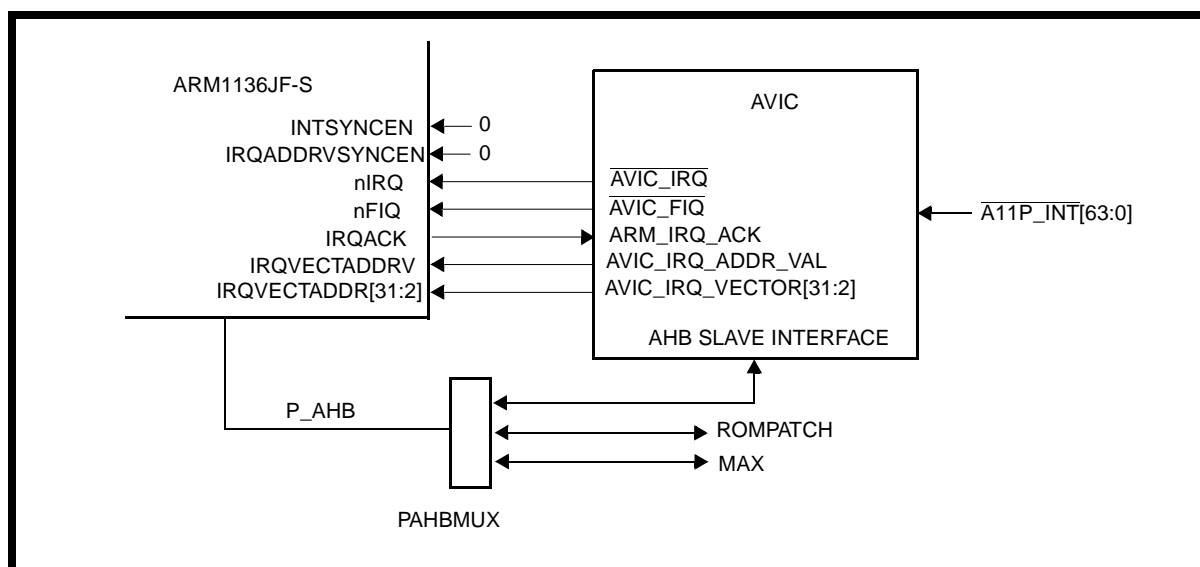 ARM1136JF-S
INTSYNCEN
0
IRQADDRVSYNCEN
0
nIRQ
nFIQ
IRQACK
IRQVECTADDRV
IRQVECTADDR[31:2]
AVIC
AVIC_IRQ
AVIC_FIQ
ARM_IRQ_ACK
AVIC_IRQ_ADDR_VAL
AVIC_IRQ_VECTOR[31:2]
AHB SLAVE INTERFACE
A11P_INT[63:0]
P_AHB
ROMPATCH
MAX
PAHBMUX